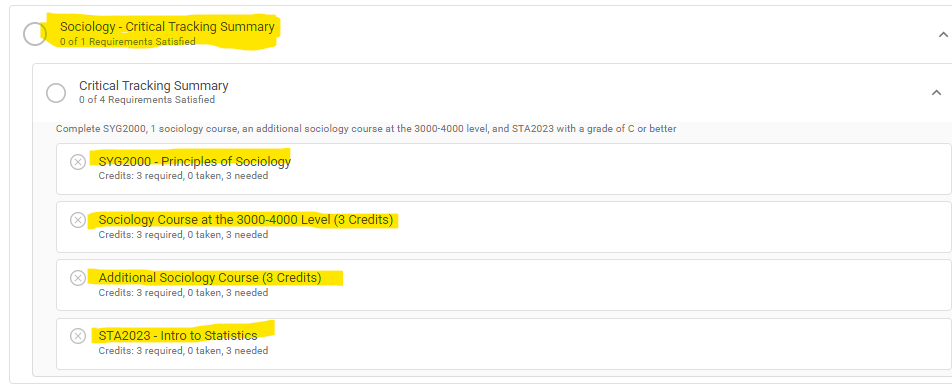 Sociology - Critical Tracking Summary
0 of 1 Requirements Satisfied
Critical Tracking Summary
0 of 4 Requirements Satisfied
Complete SYG2000, 1 sociology course, an additional sociology course at the 3000-4000 level, and STA2023 with a grade of C or better
SYG2000 - Principles of Sociology
Credits: 3 required, 0 taken, 3 needed
Sociology Course at the 3000-4000 Level (3 Credits)
Credits: 3 required, 0 taken, 3 needed
Additional Sociology Course (3 Credits)
Credits: 3 required, 0 taken, 3 needed
STA2023 - Intro to Statistics
Credits: 3 required, 0 taken, 3 needed